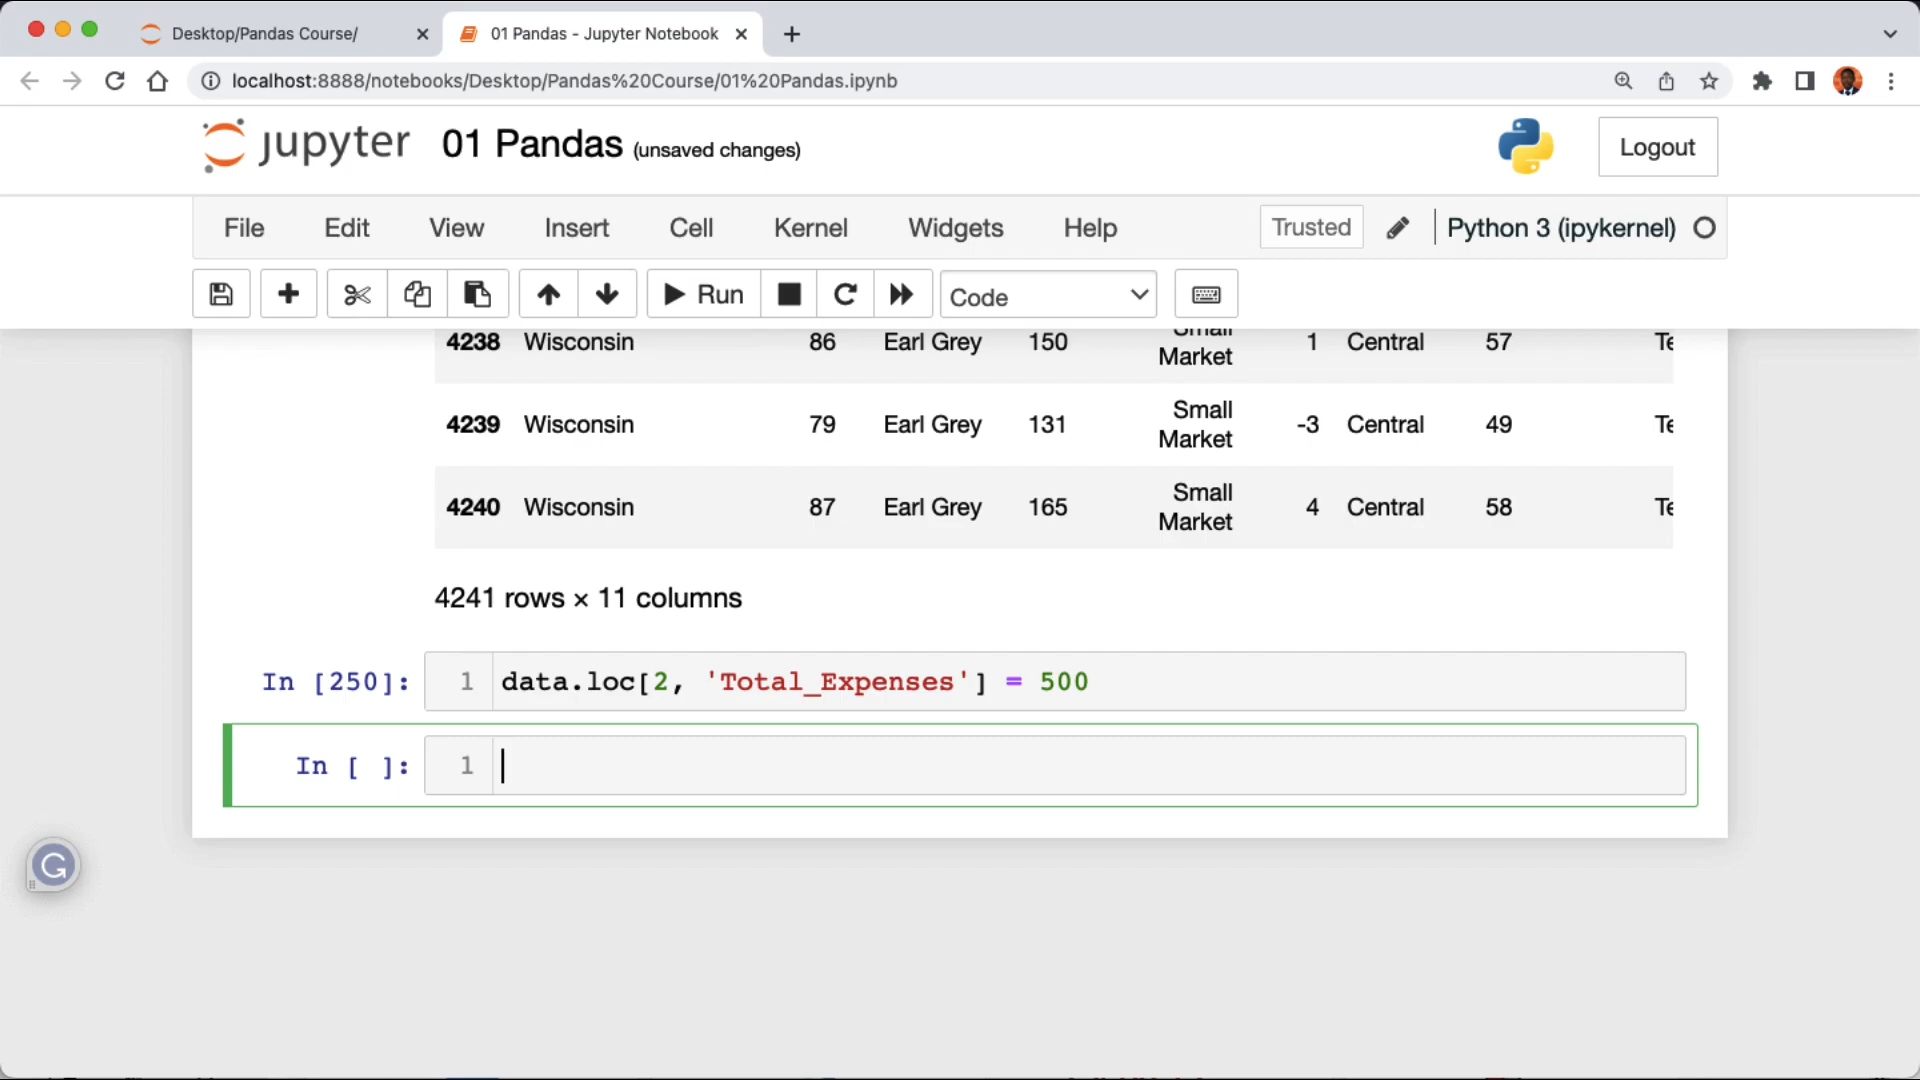 Desktop/Pandas Course/
01 Pandas - Jupyter Notebook
localhost:8888/notebooks/Desktop/Pandas%20Course/01%20Pandas.ipynb
jupyter 01 Pandas (unsaved changes)
Logout
File Edit View Insert Cell Kernel Widgets Help Trusted Python 3 (ipykernel)
Run Code
4238 Wisconsin 86 Earl Grey 150 Small Market 1 Central 57 Te
4239 Wisconsin 79 Earl Grey 131 Small Market -3 Central 49 Te
4240 Wisconsin 87 Earl Grey 165 Small Market 4 Central 58 Te
4241 rows × 11 columns
In [250]: 1 data.loc[2, 'Total_Expenses'] = 500
In [ ]: 1
G